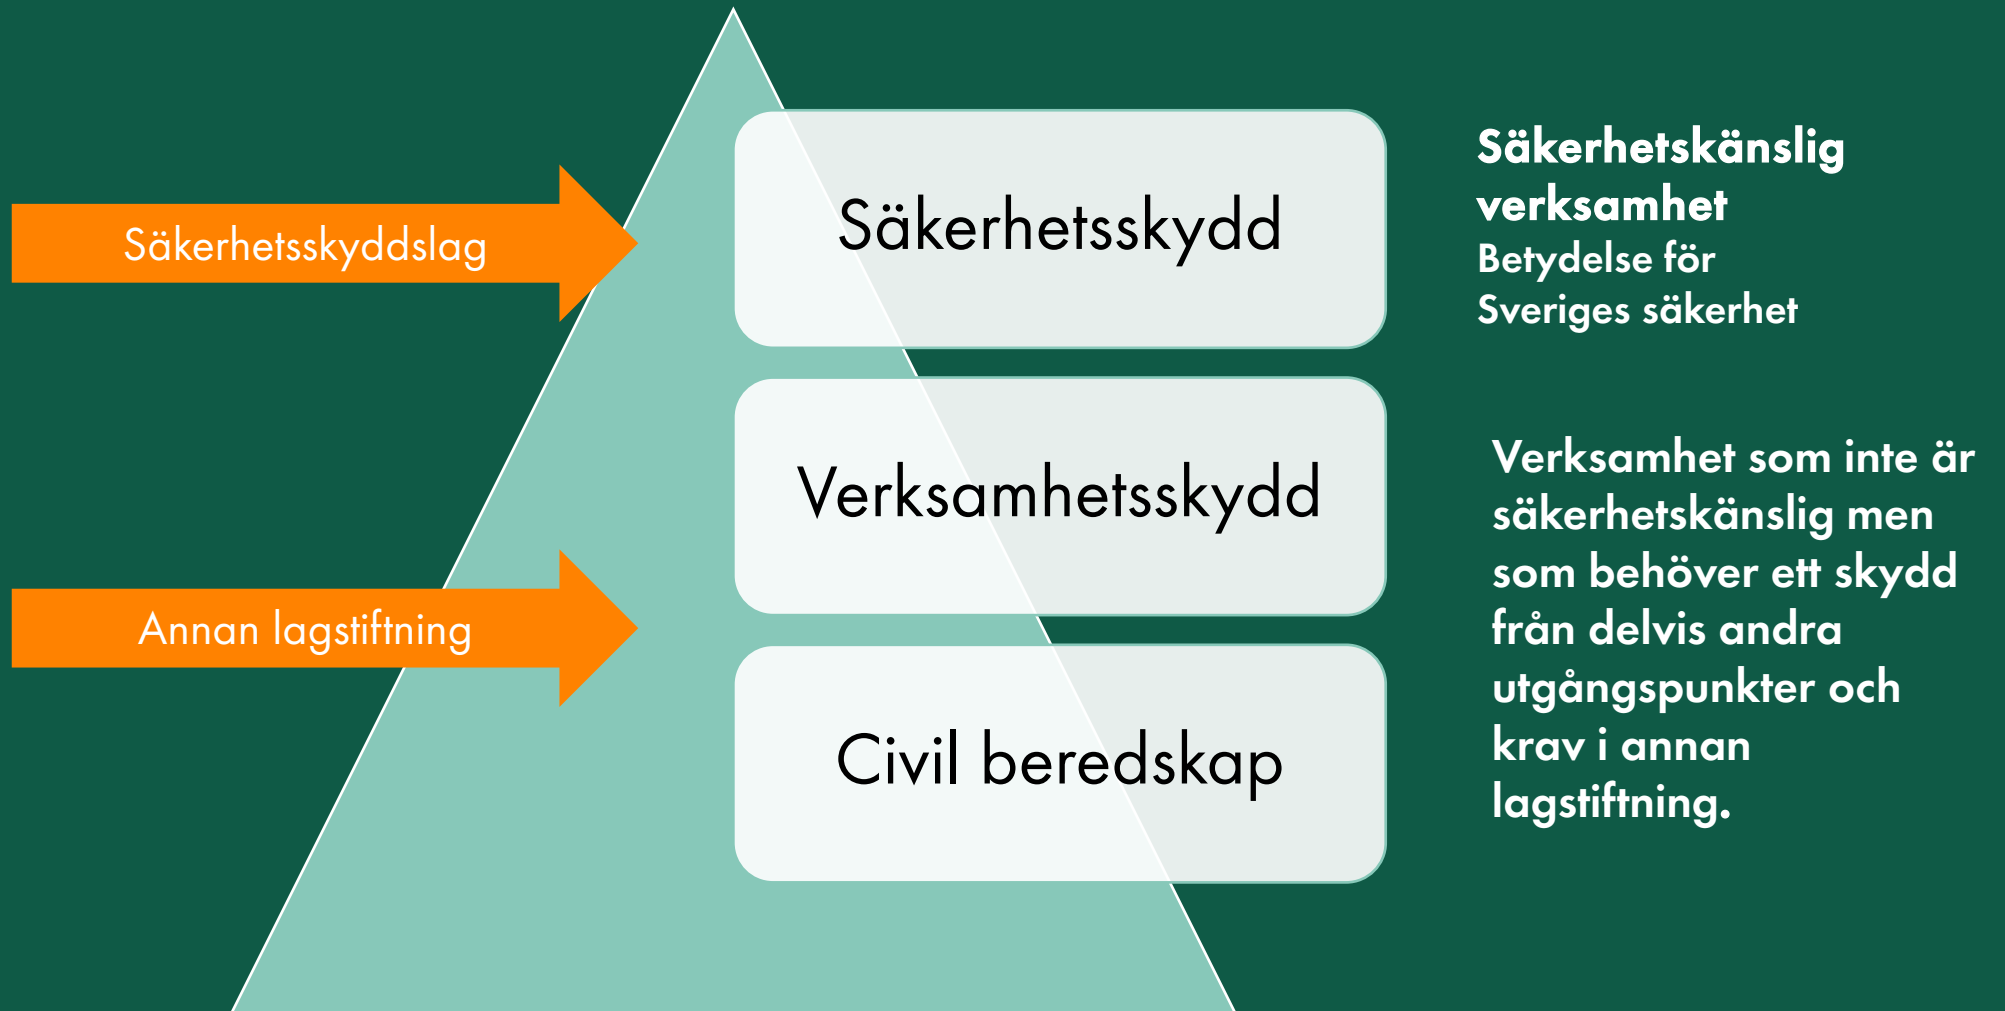 Säkerhetsskyddslag
Säkerhetsskydd
Säkerhetskänslig
verksamhet
Betydelse för
Sveriges säkerhet
Annan lagstiftning
Verksamhetsskydd
Civil beredskap
Verksamhet som inte är
säkerhetskänslig men
som behöver ett skydd
från delvis andra
utgångspunkter och
krav i annan
lagstiftning.